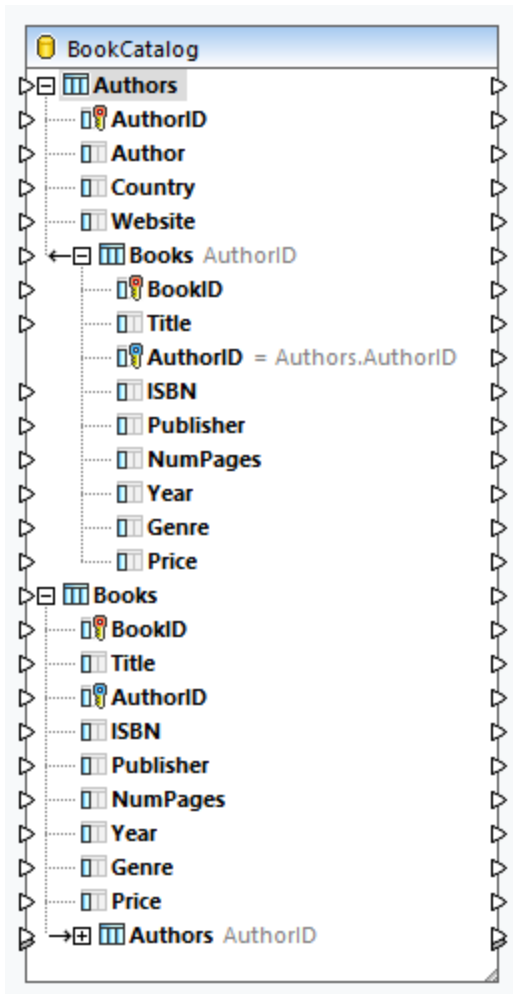 BookCatalog
Authors
AuthorID
Author
Country
Website
Books AuthorID
BookID
Title
AuthorID = Authors.AuthorID
ISBN
Publisher
NumPages
Year
Genre
Price
Books
BookID
Title
AuthorID
ISBN
Publisher
NumPages
Year
Genre
Price
Authors AuthorID